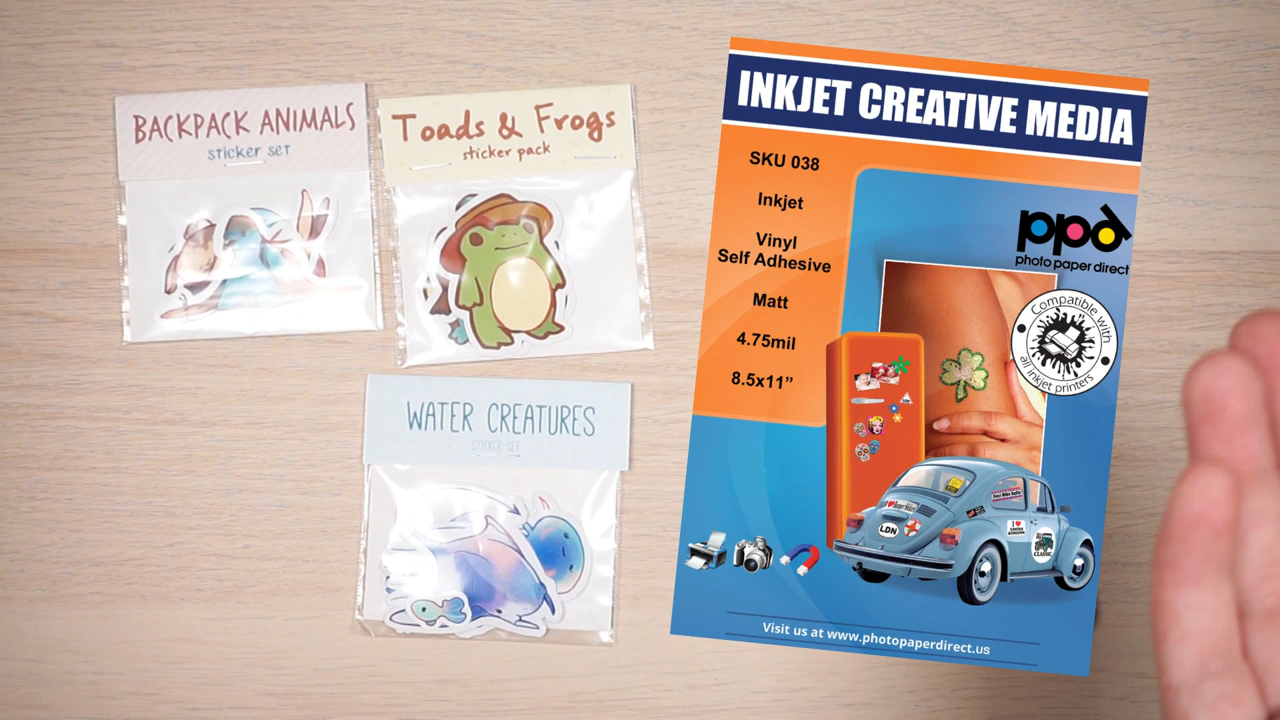 BACKPACK ANIMALS
sticker set
Toads & Frogs
sticker pack
WATER CREATURES
STICKER SET
INKJET CREATIVE MEDIA
SKU 038
Inkjet
Vinyl
Self Adhesive
Matt
4.75mil
8.5x11”
ppd
photo paper direct
Compatible with
all inkjet printers
LDN
CLASSIC
Visit us at www.photopaperdirect.us